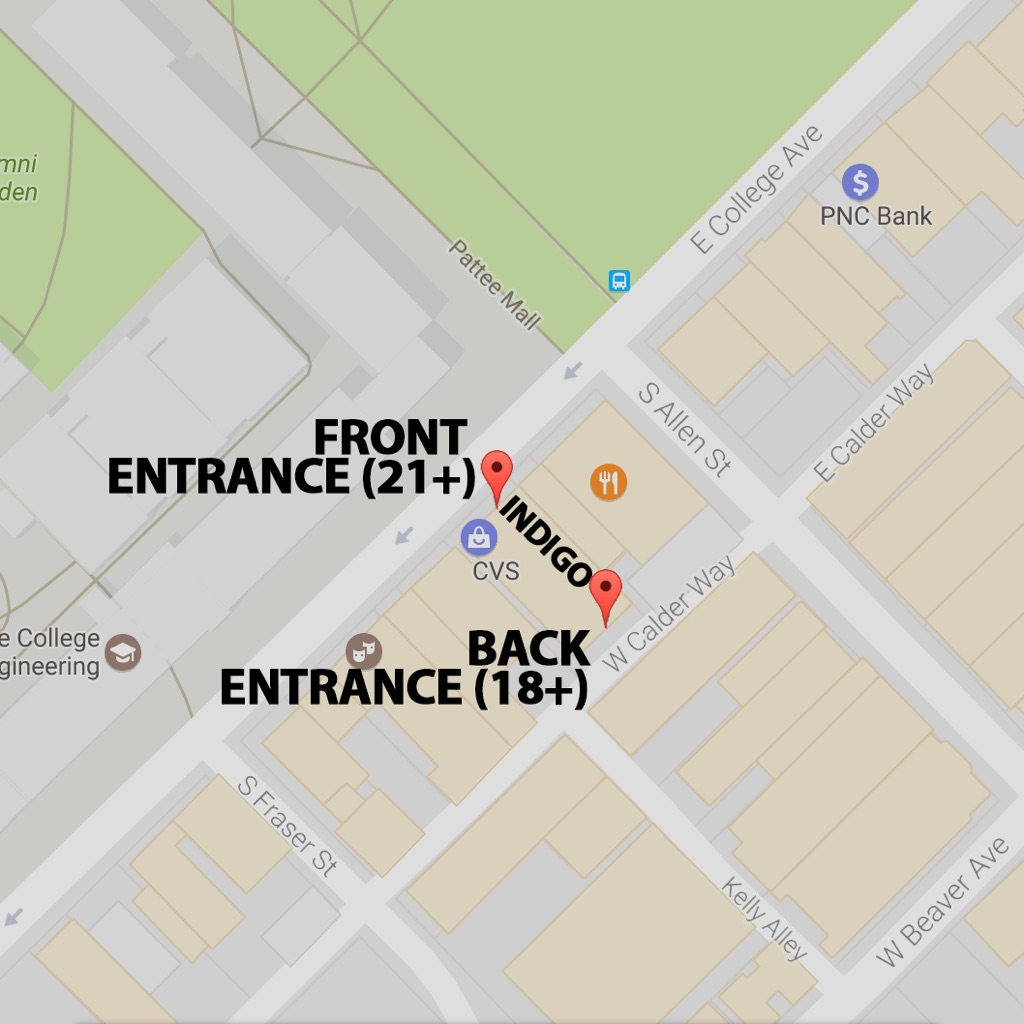 mni
den
E College Ave
PNC Bank
Pattee Mall
S Allen St
E Calder Way
FRONT
ENTRANCE (21+)
INDIGO
CVS
BACK
ENTRANCE (18+)
W Calder Way
e College
gineering
S Fraser St
Kelly Alley
W Beaver Ave